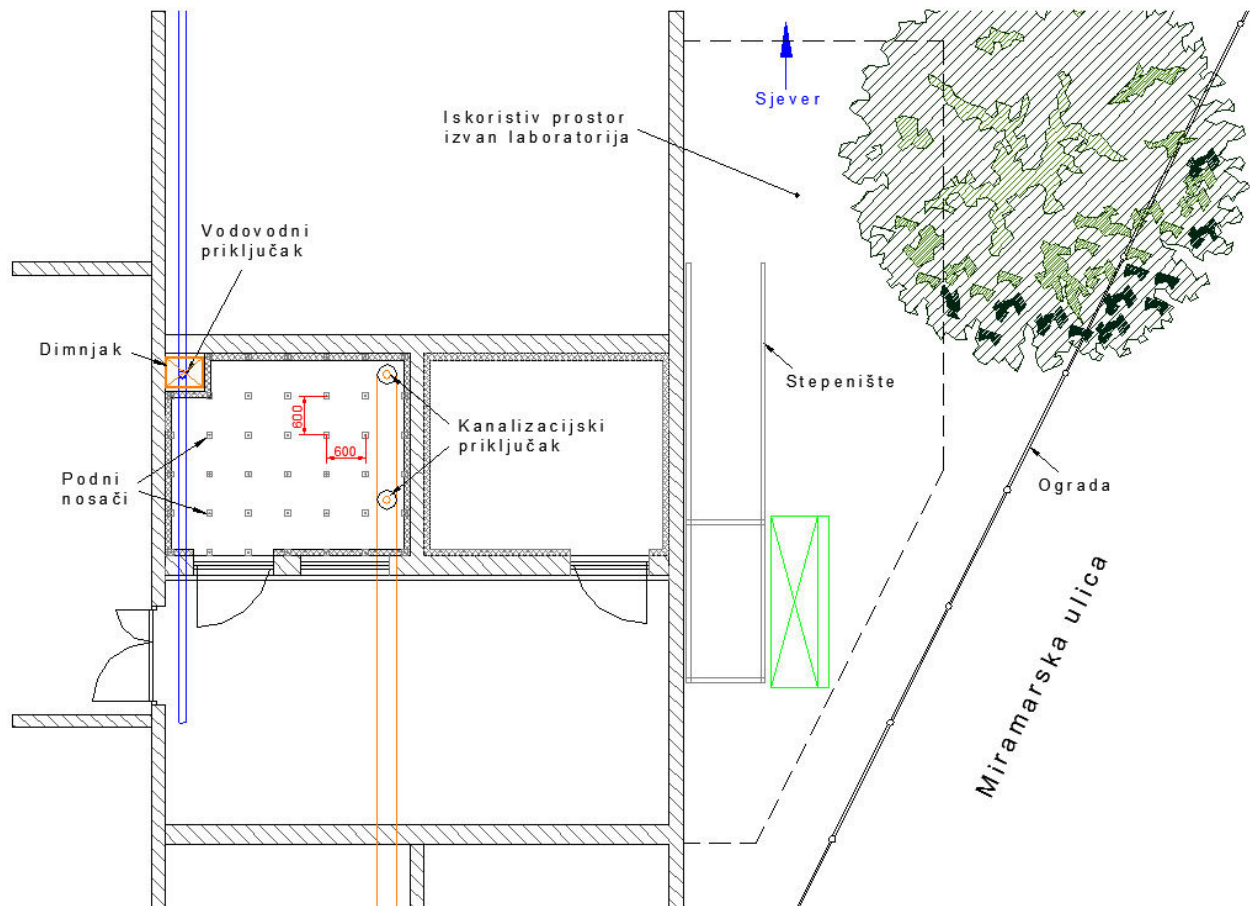 Sjever
Iskoristiv prostor
izvan laboratorija
Vodovodni
priključak
Dimnjak
Stepenište
600
600
Kanalizacijski
priključak
Podni
nosači
Ograda
Miramarska ulica